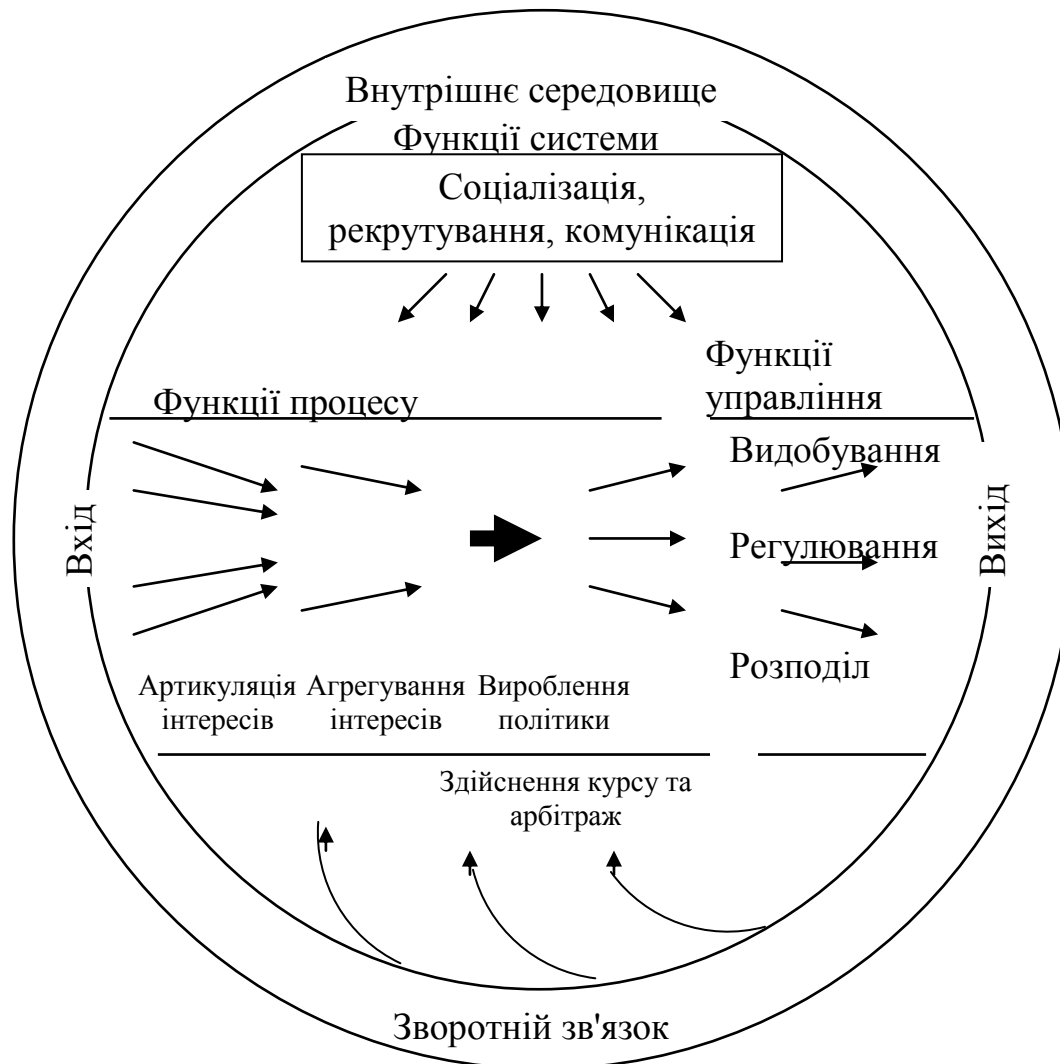 Внутрішнє середовище
Функції системи
Соціалізація,
рекрутування, комунікація
Функції
управління
Функції процесу
Видобування
Вхід
Регулювання
Вихід
Розподіл
Артикуляція
інтересів
Агрегування
інтересів
Вироблення
політики
Здійснення курсу та
арбітраж
Зворотній зв'язок